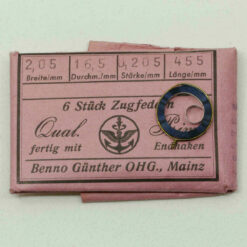 2,05 16,5 0,205 455
Breite/mm Durchm./mm Stärke/mm Länge/mm
6 Stück Zugfedern
Qual.
fertig mit Endhaken
Benno Günther OHG., Mainz